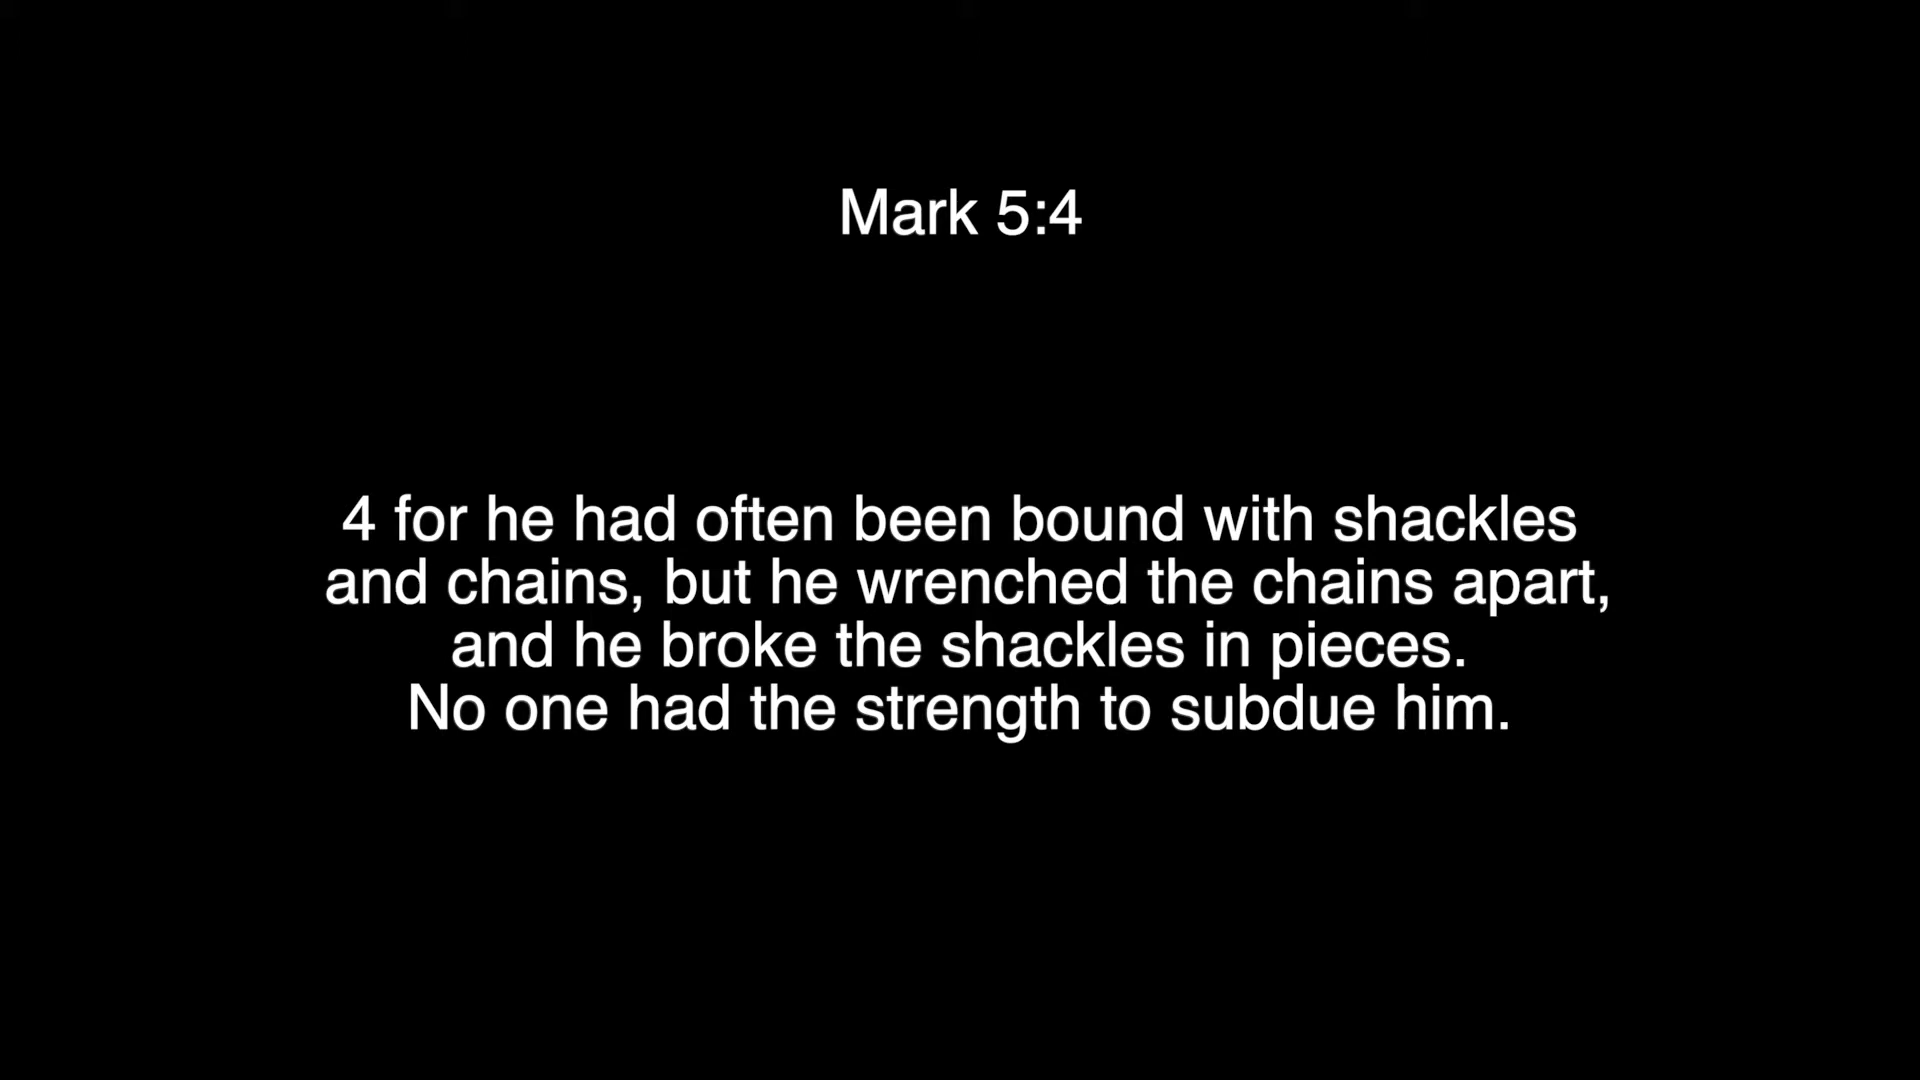 Mark 5:4
4 for he had often been bound with shackles
and chains, but he wrenched the chains apart,
and he broke the shackles in pieces.
No one had the strength to subdue him.